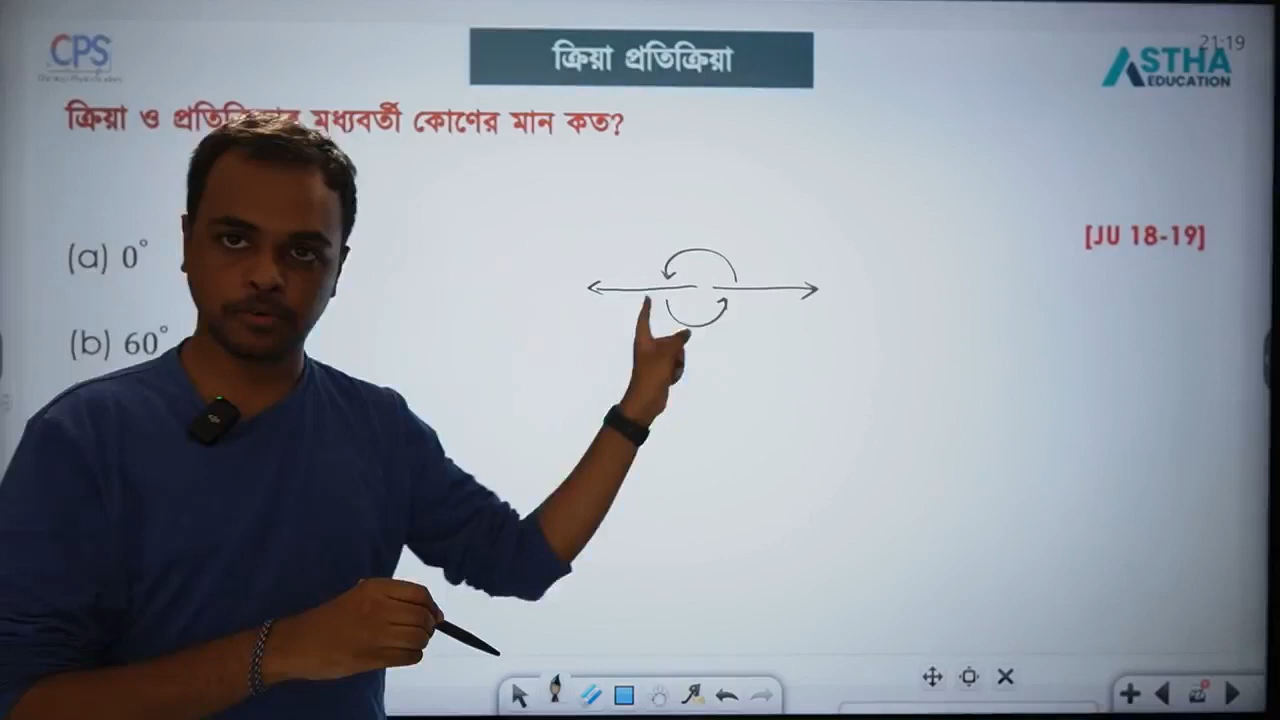 CPS
ক্রিয়া প্রতিক্রিয়া
21:19
ASTHA
EDUCATION
ক্রিয়া ও প্রতিক্রিয়ার মধ্যবর্তী কোণের মান কত?
[JU 18-19]
(a) 0°
(b) 60°